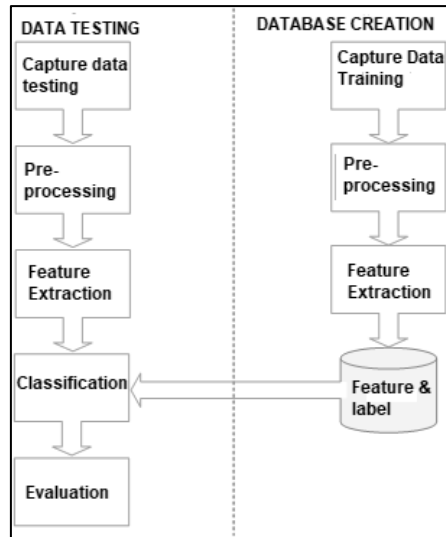 DATA TESTING
Capture data
testing
Pre-
processing
Feature
Extraction
Classification
Evaluation
DATABASE CREATION
Capture Data
Training
Pre-
processing
Feature
Extraction
Feature &
label